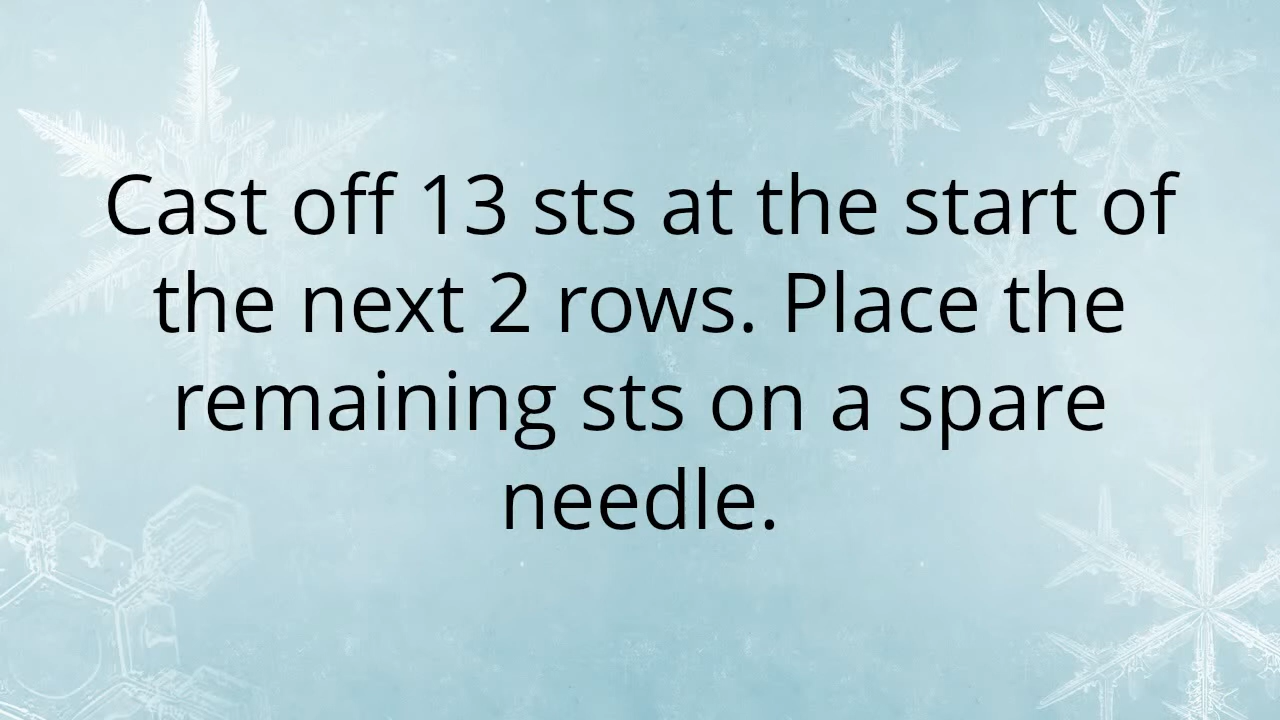 Cast off 13 sts at the start of
the next 2 rows. Place the
remaining sts on a spare
needle.